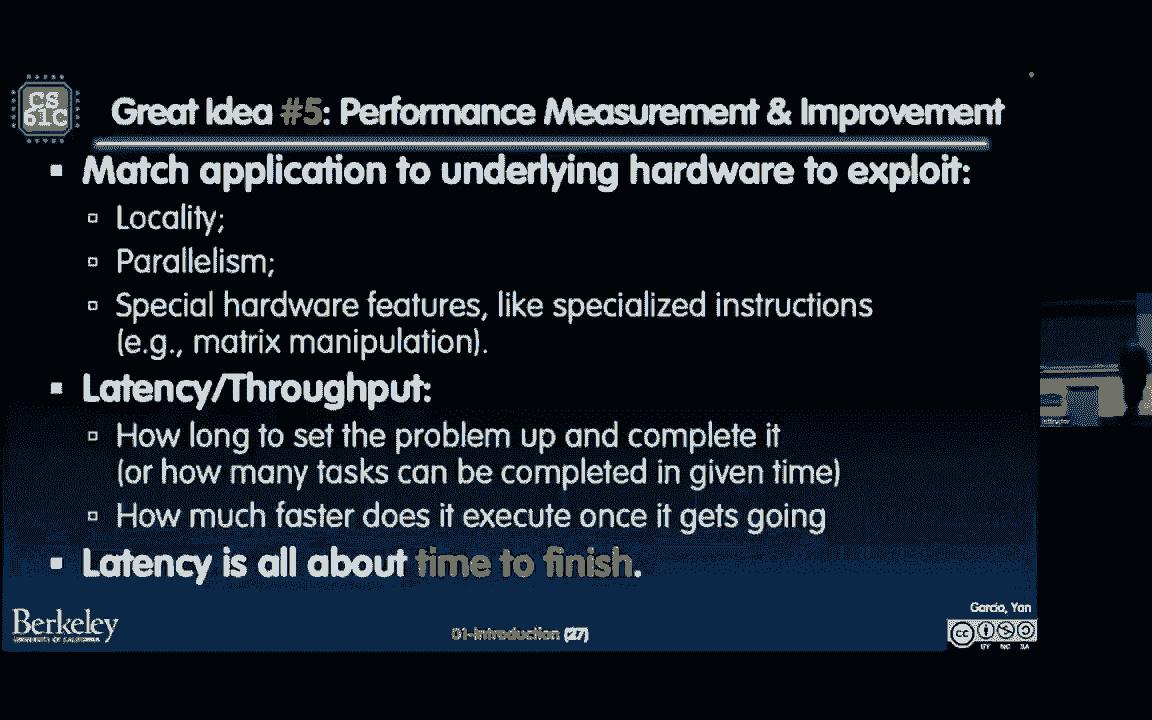 CS
61C
Great Idea #5: Performance Measurement & Improvement
▪ Match application to underlying hardware to exploit:
▫ Locality;
▫ Parallelism;
▫ Special hardware features, like specialized instructions
(e.g., matrix manipulation).
▪ Latency/Throughput:
▫ How long to set the problem up and complete it
(or how many tasks can be completed in given time)
▫ How much faster does it execute once it gets going
▪ Latency is all about time to finish.
Berkeley
UNIVERSITY OF CALIFORNIA
01-Introduction (27)
Garcia, Yan
cc
BY NC SA